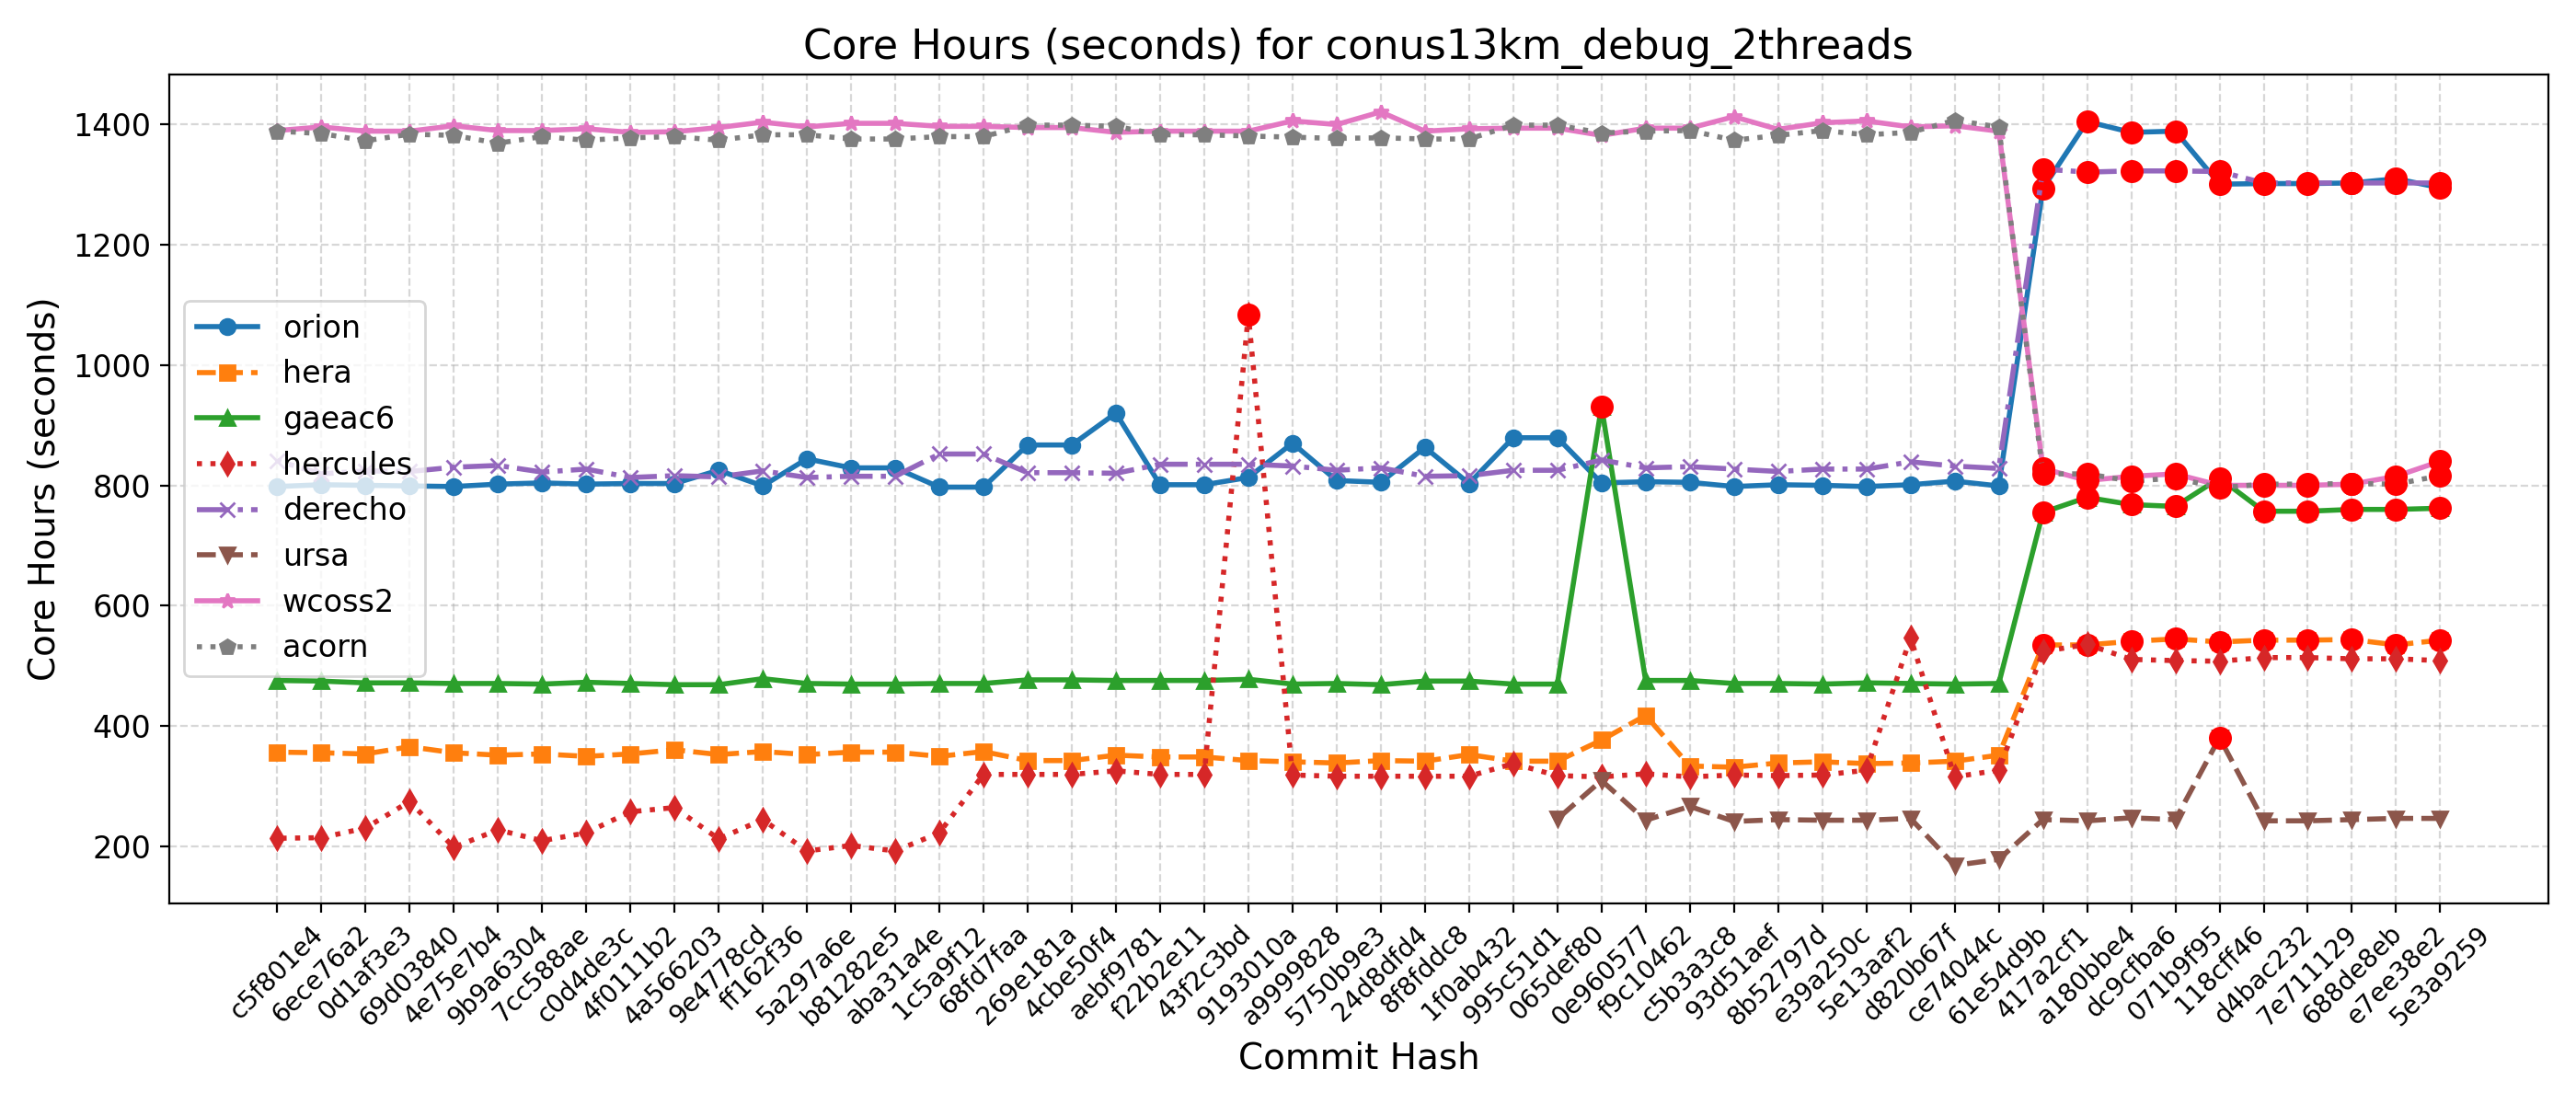 Core Hours (seconds) for conus13km_debug_2threads
Core Hours (seconds)
1400
1200
1000
800
600
400
200
orion
hera
gaeac6
hercules
derecho
ursa
wcoss2
acorn
c5f801e4
6ece76a2
0d1af3e3
69d03840
4e75e7b4
9b9a6304
7cc588ae
c0d4de3c
4f0111b2
4a566203
9e4778cd
ff162f36
5a297a6e
b81282e5
aba31a4e
1c5a9f12
68fd7faa
269e181a
4cbe50f4
aebf9781
f22b2e11
43f2c3bd
9193010a
a9999828
5750b9e3
24d8dfd4
8f8fddc8
1f0ab432
995c51d1
065def80
0e960577
f9c10462
c5b3a3c8
93d51aef
8b52797d
e39a250c
5e13aaf2
d820b67f
ce74044c
61e54d9b
417a2cf1
a180bbe4
dc9cfba6
071b9f95
118cff46
d4bac232
7e711129
688de8eb
e7ee38e2
5e3a9259
Commit Hash